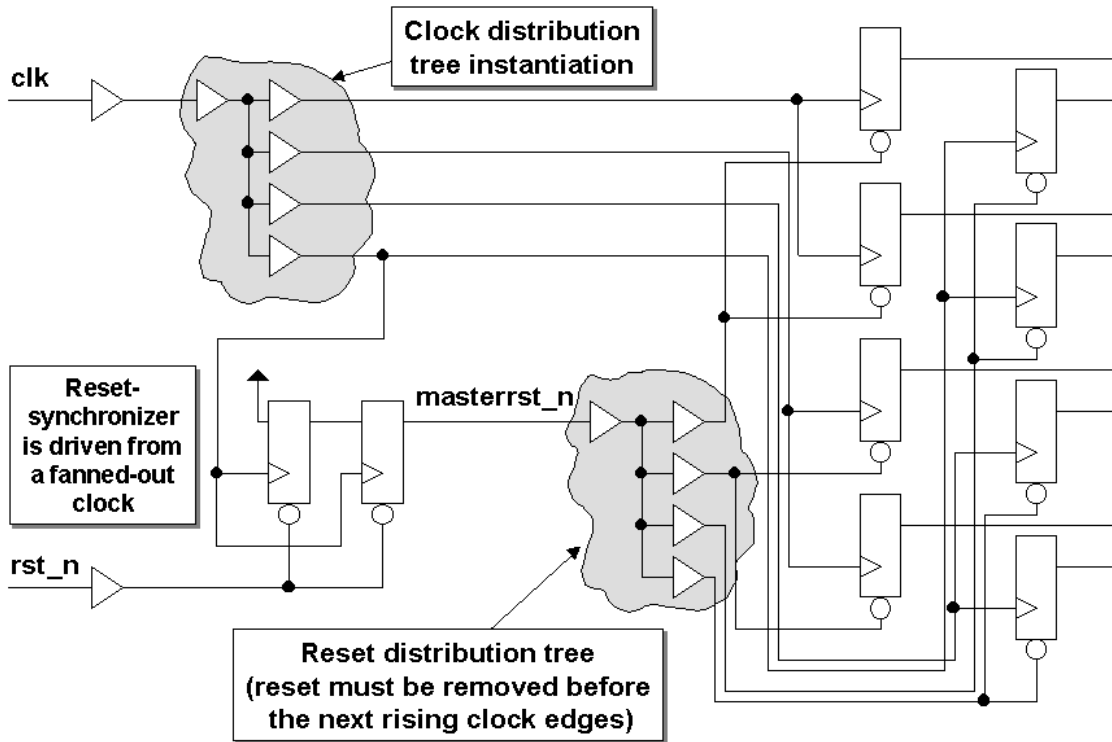 Clock distribution
tree instantiation
clk
Reset-
synchronizer
is driven from
a fanned-out
clock
masterrst_n
rst_n
Reset distribution tree
(reset must be removed before
the next rising clock edges)